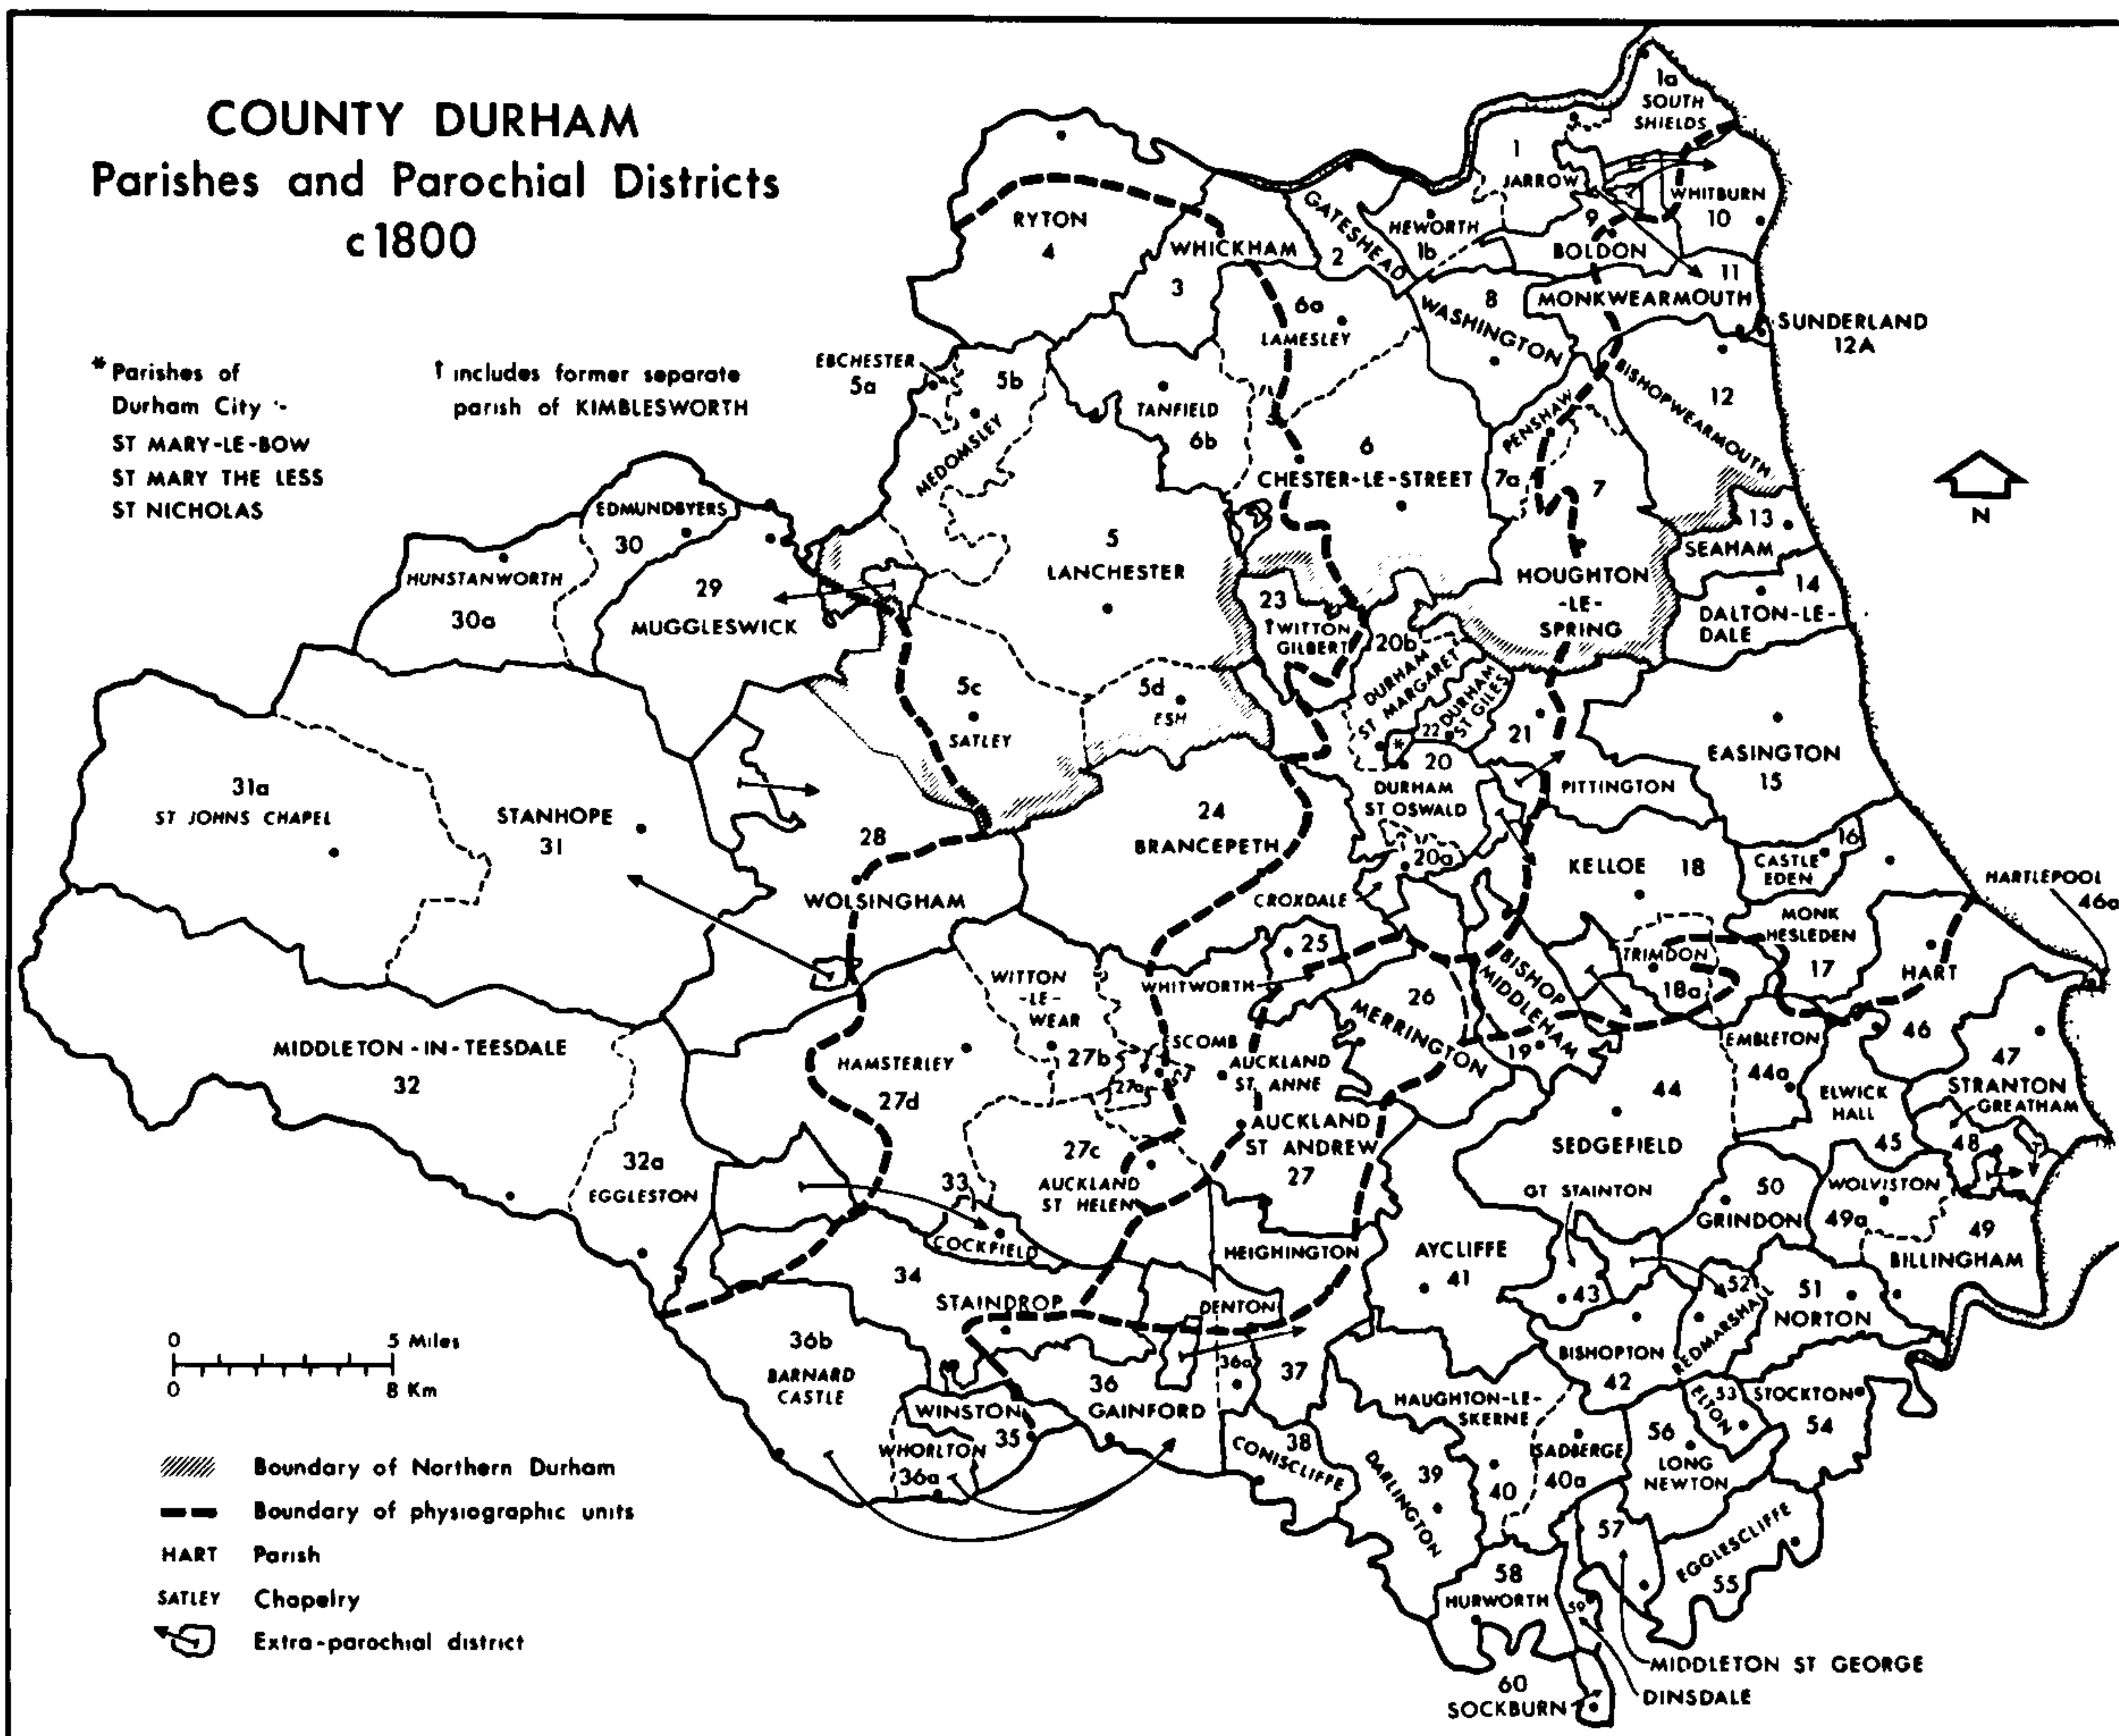 COUNTY DURHAM
Parishes and Parochial Districts
c1800
* Parishes of
Durham City :-
ST MARY-LE-BOW
ST MARY THE LESS
ST NICHOLAS
† includes former separate
parish of KIMBLESWORTH
1a
SOUTH
SHIELDS
1
JARROW
WHITBURN
10
9
BOLDON
HEWORTH
1b
GATESHEAD
2
RYTON
4
WHICKHAM
3
11
MONKWEARMOUTH
SUNDERLAND
12A
8
WASHINGTON
6a
LAMESLEY
EBCHESTER
5a
5b
MEDOMSLEY
TANFIELD
6b
BISHOPWEARMOUTH
12
PENSHAW
7a
7
6
CHESTER-LE-STREET
13
SEAHAM
N
EDMUNDBYERS
30
HUNSTANWORTH
30a
29
MUGGLESWICK
5
LANCHESTER
HOUGHTON
-LE-
SPRING
14
DALTON-LE-
DALE
23
†WITTON
GILBERT
20b
DURHAM
ST MARGARET
DURHAM
ST GILES
22
*
21
5c
SATLEY
5d
ESH
20
DURHAM
ST OSWALD
PITTINGTON
EASINGTON
15
31a
ST JOHNS CHAPEL
STANHOPE
31
28
WOLSINGHAM
24
BRANCEPETH
20a
CROXDALE
KELLOE
18
16
CASTLE
EDEN
HARTLEPOOL
46a
MONK
HESLEDEN
17
HART
46
25
WHITWORTH
BISHOP
MIDDLEHAM
19
TRIMDON
18a
26
MERRINGTON
WITTON
-LE-
WEAR
27b
ESCOMB
27a
AUCKLAND
ST ANNE
AUCKLAND
ST ANDREW
27
MIDDLETON-IN-TEESDALE
32
HAMSTERLEY
27d
EMBLETON
44a
44
SEDGEFIELD
ELWICK
HALL
45
47
STRANTON
GREATHAM
48
32a
EGGLESTON
27c
AUCKLAND
ST HELEN
33
COCKFIELD
GT STAINTON
50
GRINDON
WOLVISTON
49a
49
BILLINGHAM
HEIGHINGTON
AYCLIFFE
41
34
STAINDROP
DENTON
43
52
REDMARSHALL
51
NORTON
0
5 Miles
0
8 Km
36b
BARNARD
CASTLE
36
GAINFORD
36a
37
BISHOPTON
42
HAUGHTON-LE-
SKERNE
53
ELTON
STOCKTON
54
WINSTON
35
WHORLTON
36a
38
CONISCLIFFE
DARLINGTON
39
40
SADBERGE
40a
56
LONG
NEWTON
57
EGGLESCLIFFE
55
58
HURWORTH
59
MIDDLETON ST GEORGE
DINSDALE
60
SOCKBURN
Boundary of Northern Durham
Boundary of physiographic units
HART Parish
SATLEY Chapelry
Extra-parochial district